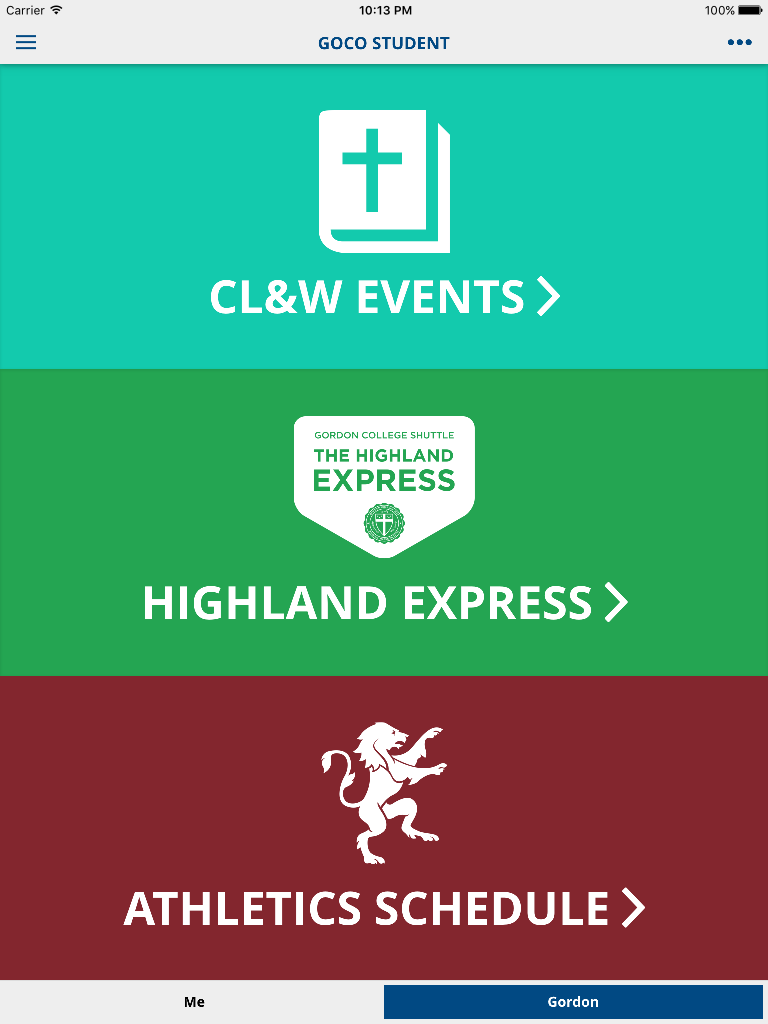 Carrier 10:13 PM 100%
GOCO STUDENT
CL&W EVENTS
GORDON COLLEGE SHUTTLE
THE HIGHLAND
EXPRESS
HIGHLAND EXPRESS
ATHLETICS SCHEDULE
Me Gordon